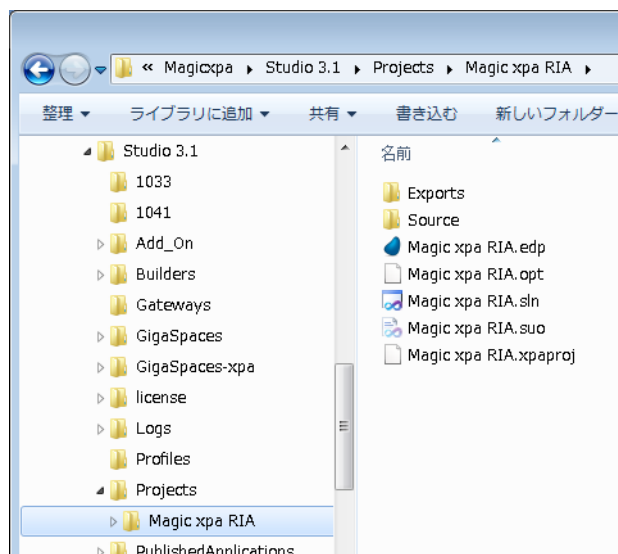 « Magicxpa ▸ Studio 3.1 ▸ Projects ▸ Magic xpa RIA ▸
整理 ▼ ライブラリに追加 ▼ 共有 ▼ 書き込む 新しいフォルダー
Studio 3.1
1033
1041
Add_On
Builders
Gateways
GigaSpaces
GigaSpaces-xpa
license
Logs
Profiles
Projects
Magic xpa RIA
PublishedApplications
名前
Exports
Source
Magic xpa RIA.edp
Magic xpa RIA.opt
Magic xpa RIA.sln
Magic xpa RIA.suo
Magic xpa RIA.xpaproj